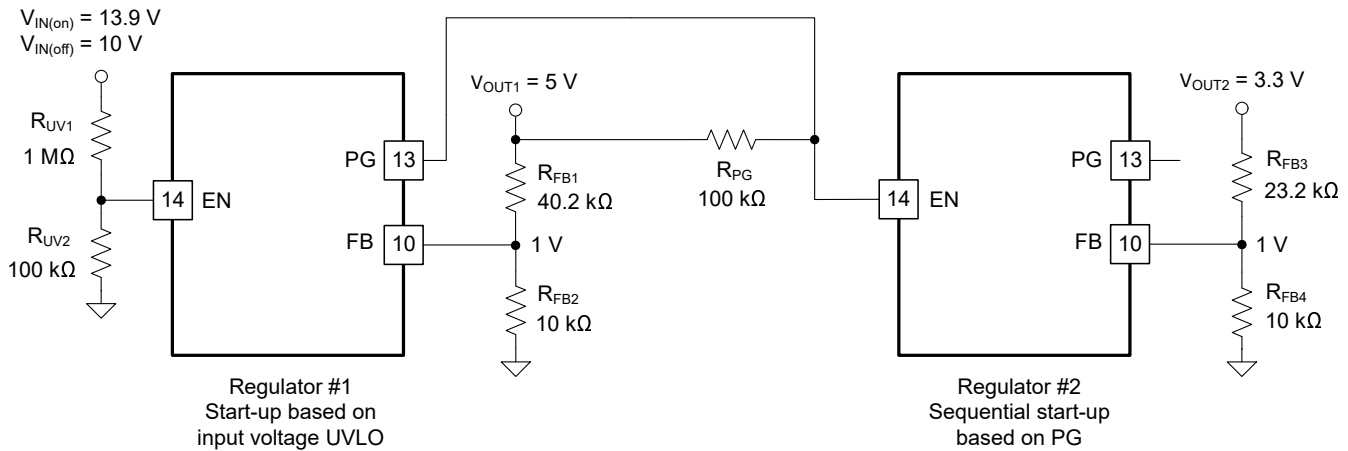 V_IN(on) = 13.9 V
V_IN(off) = 10 V
R_UV1
1 MΩ
14
EN
R_UV2
100 kΩ
PG
13
FB
10
V_OUT1 = 5 V
R_FB1
40.2 kΩ
1 V
R_FB2
10 kΩ
R_PG
100 kΩ
14
EN
PG
13
FB
10
V_OUT2 = 3.3 V
R_FB3
23.2 kΩ
1 V
R_FB4
10 kΩ
Regulator #1
Start-up based on
input voltage UVLO
Regulator #2
Sequential start-up
based on PG